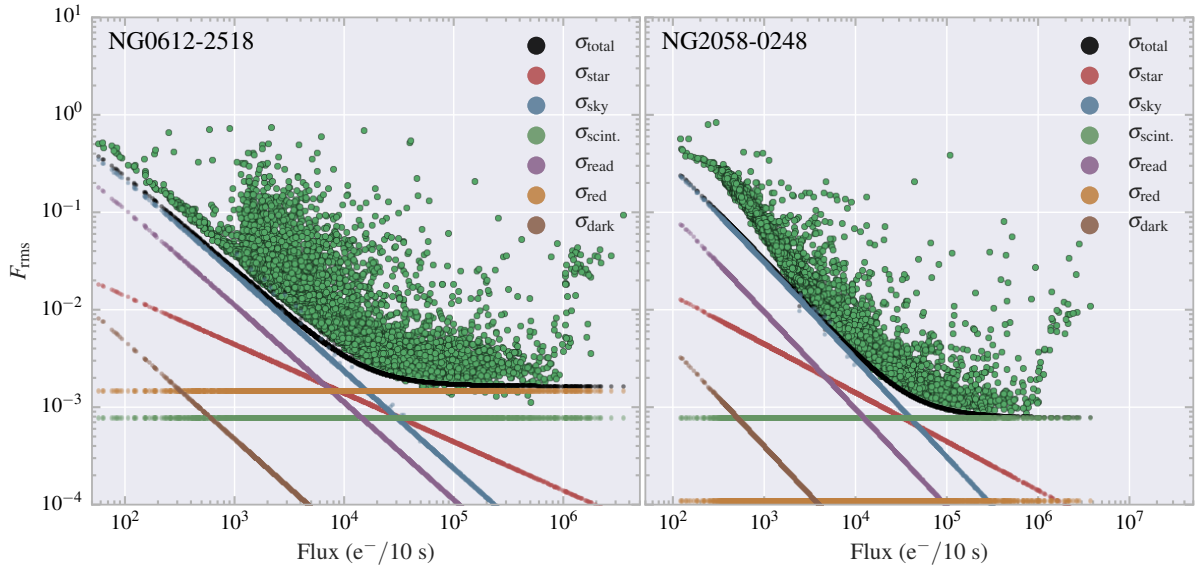 NG0612-2518
σtotal
σstar
σsky
σscint.
σread
σred
σdark
NG2058-0248
σtotal
σstar
σsky
σscint.
σread
σred
σdark
Frms
10¹
10⁰
10⁻¹
10⁻²
10⁻³
10⁻⁴
10² 10³ 10⁴ 10⁵ 10⁶
10² 10³ 10⁴ 10⁵ 10⁶ 10⁷
Flux (e⁻/10 s)
Flux (e⁻/10 s)